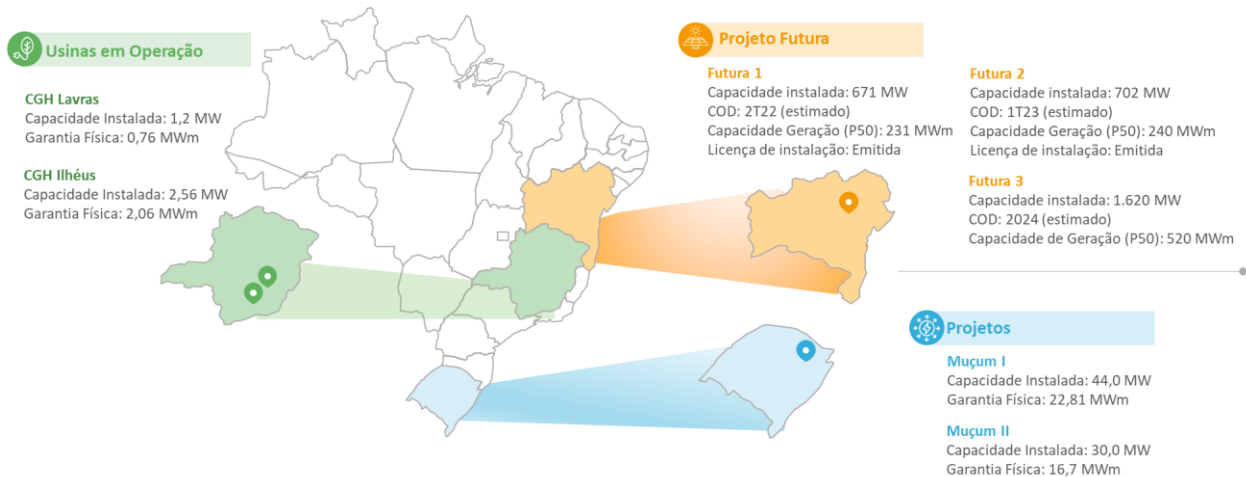 Usinas em Operação
CGH Lavras
Capacidade Instalada: 1,2 MW
Garantia Física: 0,76 MWm
CGH Ilhéus
Capacidade Instalada: 2,56 MW
Garantia Física: 2,06 MWm
Projeto Futura
Futura 1
Capacidade instalada: 671 MW
COD: 2T22 (estimado)
Capacidade Geração (P50): 231 MWm
Licença de instalação: Emitida
Futura 2
Capacidade instalada: 702 MW
COD: 1T23 (estimado)
Capacidade Geração (P50): 240 MWm
Licença de instalação: Emitida
Futura 3
Capacidade instalada: 1.620 MW
COD: 2024 (estimado)
Capacidade de Geração (P50): 520 MWm
Projetos
Muçum I
Capacidade Instalada: 44,0 MW
Garantia Física: 22,81 MWm
Muçum II
Capacidade Instalada: 30,0 MW
Garantia Física: 16,7 MWm